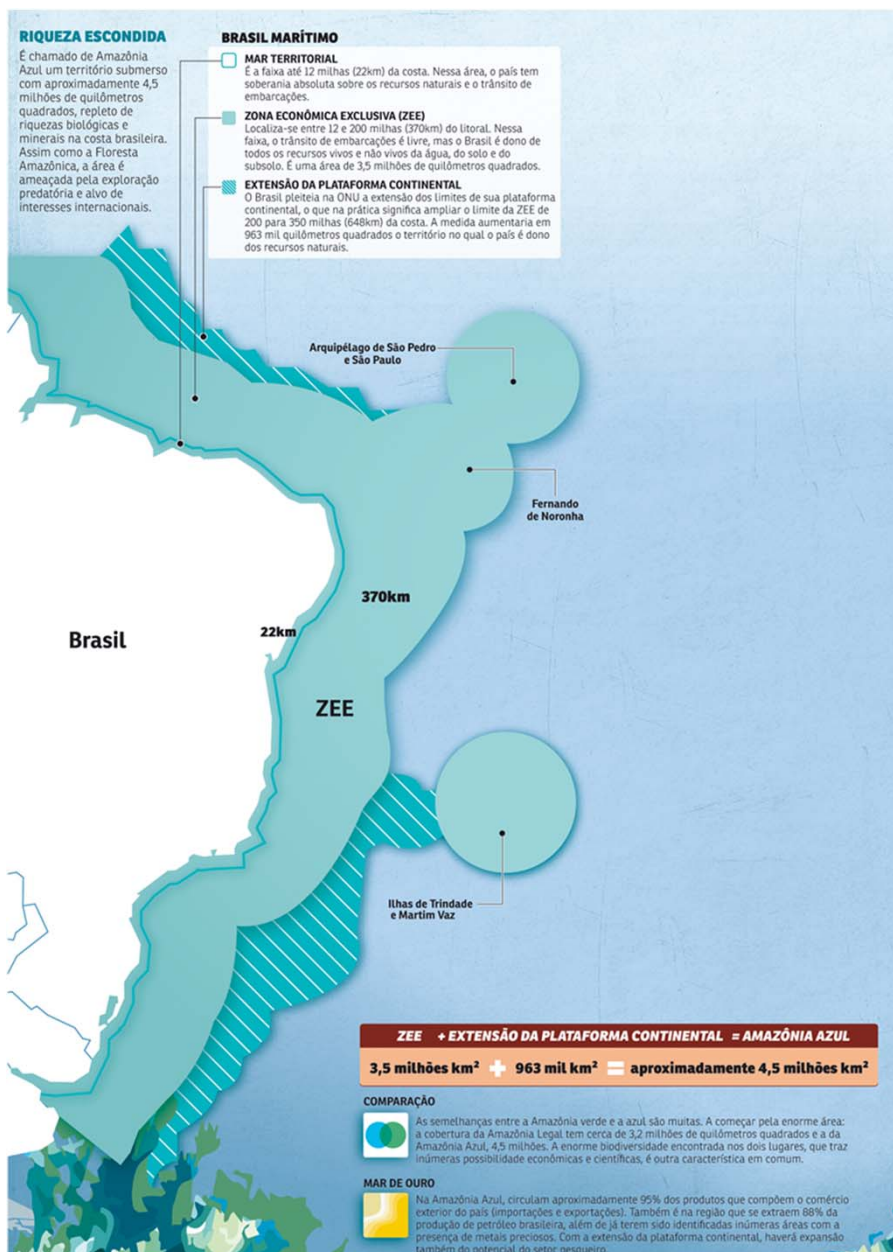 RIQUEZA ESCONDIDA
É chamado de Amazônia
Azul um território submerso
com aproximadamente 4,5
milhões de quilômetros
quadrados, repleto de
riquezas biológicas e
minerais na costa brasileira.
Assim como a Floresta
Amazônica, a área é
ameaçada pela exploração
predatória e alvo de
interesses internacionais.
BRASIL MARÍTIMO
MAR TERRITORIAL
É a faixa até 12 milhas (22km) da costa. Nessa área, o país tem
soberania absoluta sobre os recursos naturais e o trânsito de
embarcações.
ZONA ECONÔMICA EXCLUSIVA (ZEE)
Localiza-se entre 12 e 200 milhas (370km) do litoral. Nessa
faixa, o trânsito de embarcações é livre, mas o Brasil é dono de
todos os recursos vivos e não vivos da água, do solo e do
subsolo. É uma área de 3,5 milhões de quilômetros quadrados.
EXTENSÃO DA PLATAFORMA CONTINENTAL
O Brasil pleiteia na ONU a extensão dos limites de sua plataforma
continental, o que na prática significa ampliar o limite da ZEE de
200 para 350 milhas (648km) da costa. A medida aumentaria em
963 mil quilômetros quadrados o território no qual o país é dono
dos recursos naturais.
Arquipélago de São Pedro
e São Paulo
Fernando
de Noronha
370km
22km
Brasil
ZEE
Ilhas de Trindade
e Martim Vaz
ZEE + EXTENSÃO DA PLATAFORMA CONTINENTAL = AMAZÔNIA AZUL
3,5 milhões km² + 963 mil km² = aproximadamente 4,5 milhões km²
COMPARAÇÃO
As semelhanças entre a Amazônia verde e a azul são muitas. A começar pela enorme área:
a cobertura da Amazônia Legal tem cerca de 3,2 milhões de quilômetros quadrados e a da
Amazônia Azul, 4,5 milhões. A enorme biodiversidade encontrada nos dois lugares, que traz
inúmeras possibilidade econômicas e científicas, é outra característica em comum.
MAR DE OURO
Na Amazônia Azul, circulam aproximadamente 95% dos produtos que compõem o comércio
exterior do país (importações e exportações). Também é na região que se extraem 88% da
produção de petróleo brasileira, além de já terem sido identificadas inúmeras áreas com a
presença de metais preciosos. Com a extensão da plataforma continental, haverá expansão
também do potencial do setor pesqueiro.